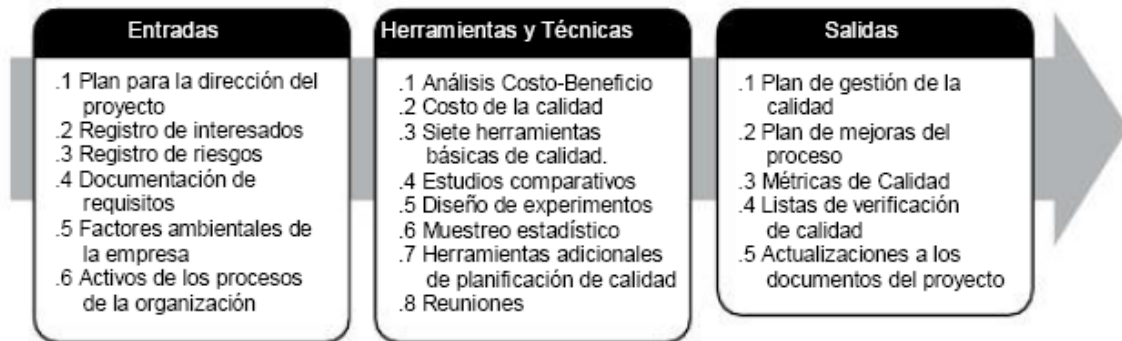 Entradas
.1 Plan para la dirección del
proyecto
.2 Registro de interesados
.3 Registro de riesgos
.4 Documentación de
requisitos
.5 Factores ambientales de
la empresa
.6 Activos de los procesos
de la organización
Herramientas y Técnicas
.1 Análisis Costo-Beneficio
.2 Costo de la calidad
.3 Siete herramientas
básicas de calidad.
.4 Estudios comparativos
.5 Diseño de experimentos
.6 Muestreo estadístico
.7 Herramientas adicionales
de planificación de calidad
.8 Reuniones
Salidas
.1 Plan de gestión de la
calidad
.2 Plan de mejoras del
proceso
.3 Métricas de Calidad
.4 Listas de verificación
de calidad
.5 Actualizaciones a los
documentos del proyecto